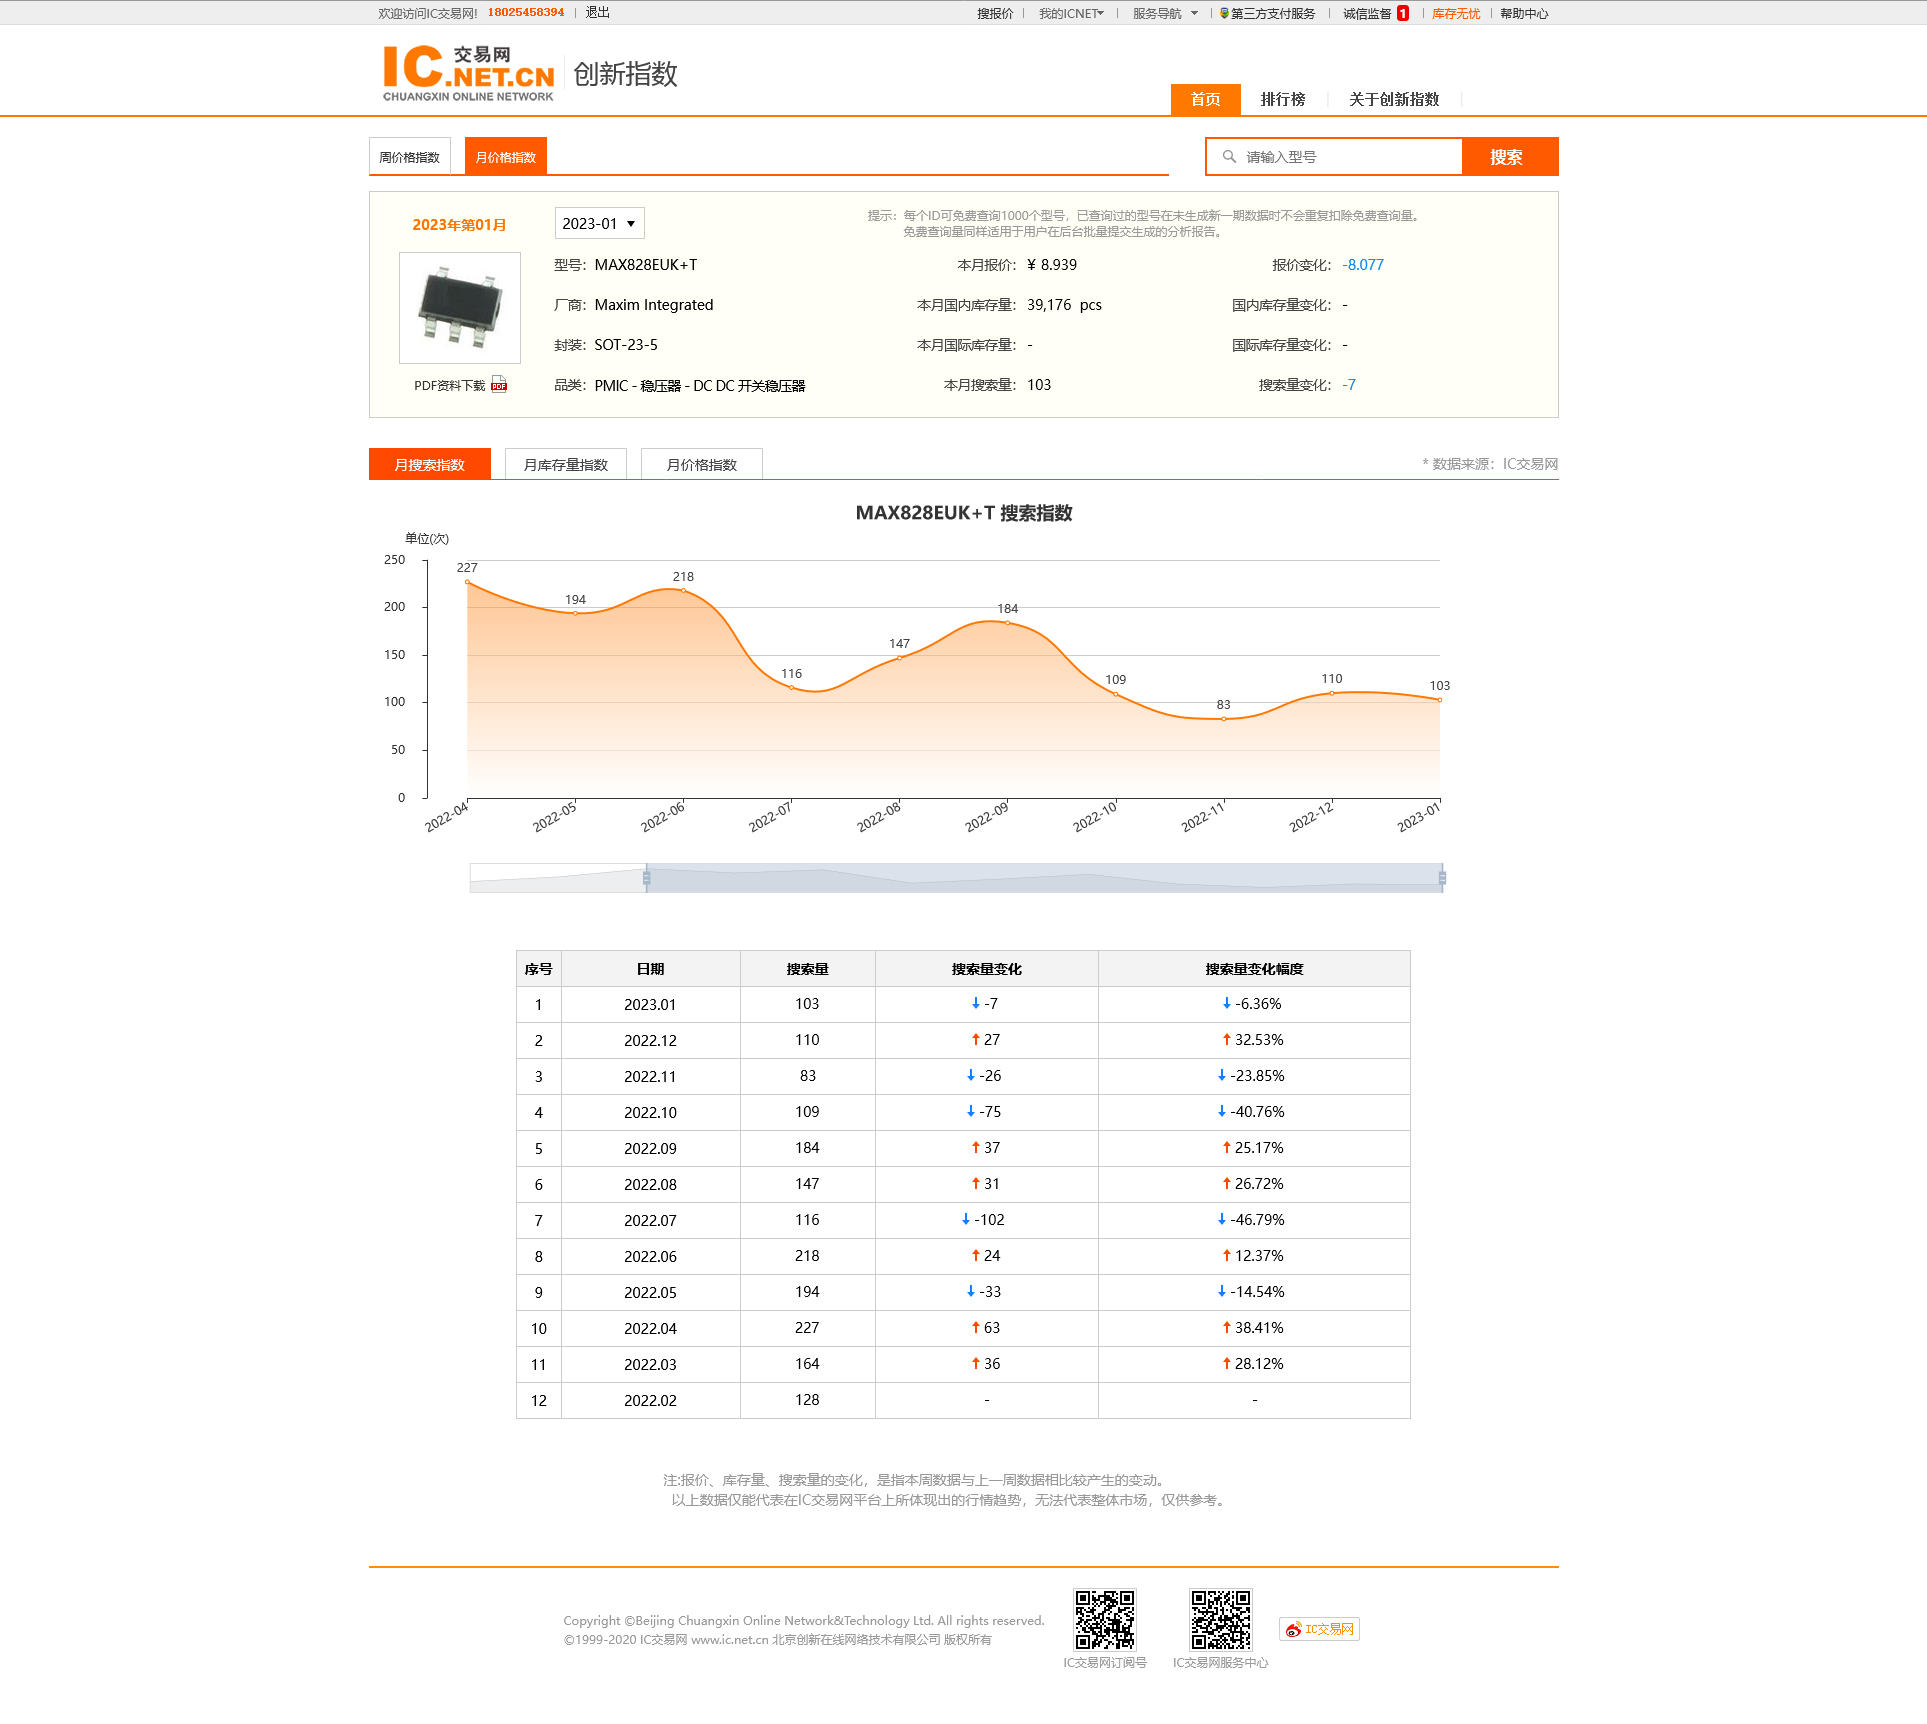 欢迎访问IC交易网! 18025458394 退出 搜报价 我的ICNET 服务导航 第三方支付服务 诚信监督 1 库存无忧 帮助中心
IC交易网.NET.CN 创新指数
CHUANGXIN ONLINE NETWORK
首页 排行榜 关于创新指数
周价格指数 月价格指数 请输入型号 搜索
2023年第01月 2023-01 提示：每个ID可免费查询1000个型号，已查询过的型号在未生成新一期数据时不会重复扣除免费查询量。
免费查询量同样适用于用户在后台批量提交生成的分析报告。
型号：MAX828EUK+T 本月报价：¥ 8.939 报价变化：-8.077
厂商：Maxim Integrated 本月国内库存量：39,176 pcs 国内库存量变化：-
封装：SOT-23-5 本月国际库存量：- 国际库存量变化：-
PDF资料下载 PDF 品类：PMIC - 稳压器 - DC DC 开关稳压器 本月搜索量：103 搜索量变化：-7
月搜索指数 月库存量指数 月价格指数 * 数据来源：IC交易网
MAX828EUK+T 搜索指数
单位(次)
250
200
150
100
50
0
227
194
218
116
147
184
109
83
110
103
2022-04 2022-05 2022-06 2022-07 2022-08 2022-09 2022-10 2022-11 2022-12 2023-01
序号 日期 搜索量 搜索量变化 搜索量变化幅度
1 2023.01 103 ↓ -7 ↓ -6.36%
2 2022.12 110 ↑ 27 ↑ 32.53%
3 2022.11 83 ↓ -26 ↓ -23.85%
4 2022.10 109 ↓ -75 ↓ -40.76%
5 2022.09 184 ↑ 37 ↑ 25.17%
6 2022.08 147 ↑ 31 ↑ 26.72%
7 2022.07 116 ↓ -102 ↓ -46.79%
8 2022.06 218 ↑ 24 ↑ 12.37%
9 2022.05 194 ↓ -33 ↓ -14.54%
10 2022.04 227 ↑ 63 ↑ 38.41%
11 2022.03 164 ↑ 36 ↑ 28.12%
12 2022.02 128 - -
注:报价、库存量、搜索量的变化，是指本周数据与上一周数据相比较产生的变动。
以上数据仅能代表在IC交易网平台上所体现出的行情趋势，无法代表整体市场，仅供参考。
Copyright ©Beijing Chuangxin Online Network&Technology Ltd. All rights reserved.
©1999-2020 IC交易网 www.ic.net.cn 北京创新在线网络技术有限公司 版权所有
IC交易网
IC交易网订阅号 IC交易网服务中心